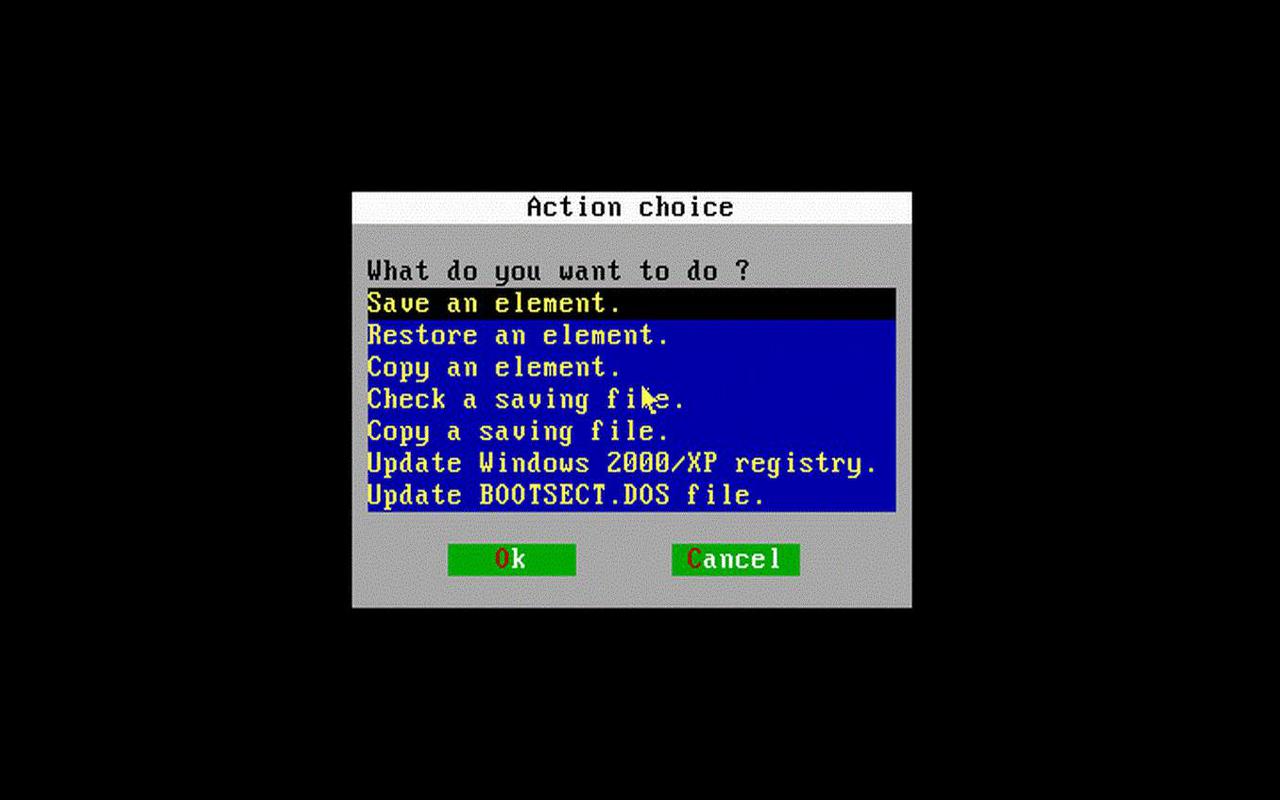 Action choice
What do you want to do ?
Save an element.
Restore an element.
Copy an element.
Check a saving file.
Copy a saving file.
Update Windows 2000/XP registry.
Update BOOTSECT.DOS file.
Ok Cancel